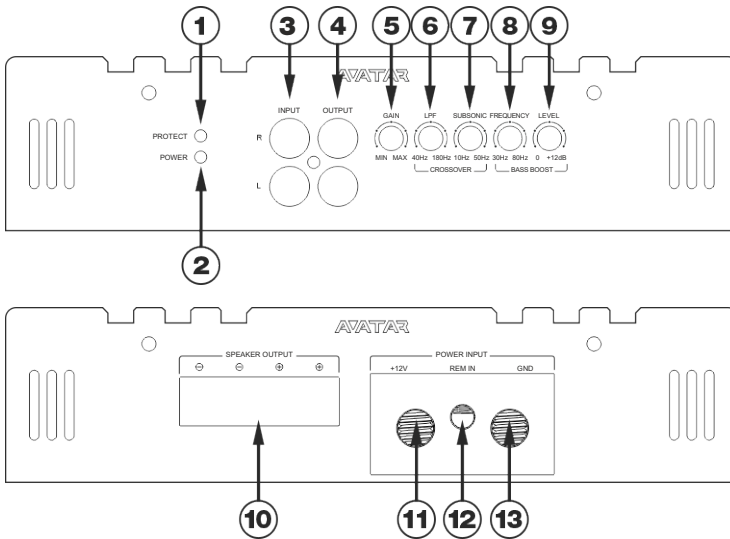 1 3 4 5 6 7 8 9
AVATAR
INPUT OUTPUT GAIN LPF SUBSONIC FREQUENCY LEVEL
PROTECT R
POWER
MIN MAX 40Hz 180Hz 10Hz 50Hz 30Hz 80Hz 0 +12dB
CROSSOVER BASS BOOST
L
2
AVATAR
SPEAKER OUTPUT POWER INPUT
⊖ ⊖ ⊕ ⊕ +12V REM IN GND
10 11 12 13